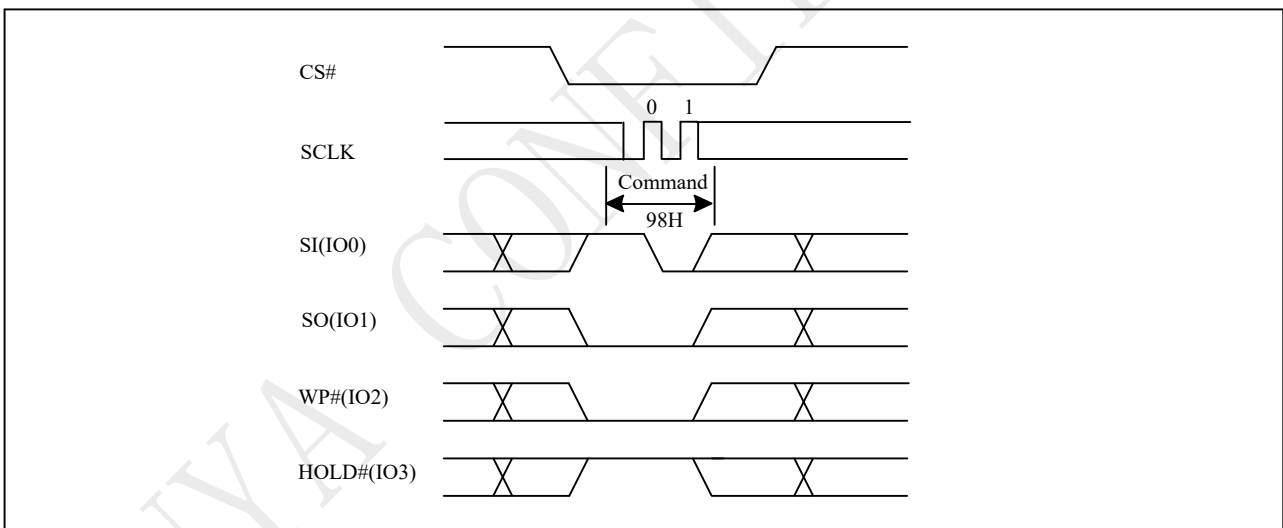 CS#
0 1
SCLK
Command
98H
SI(IO0)
SO(IO1)
WP#(IO2)
HOLD#(IO3)